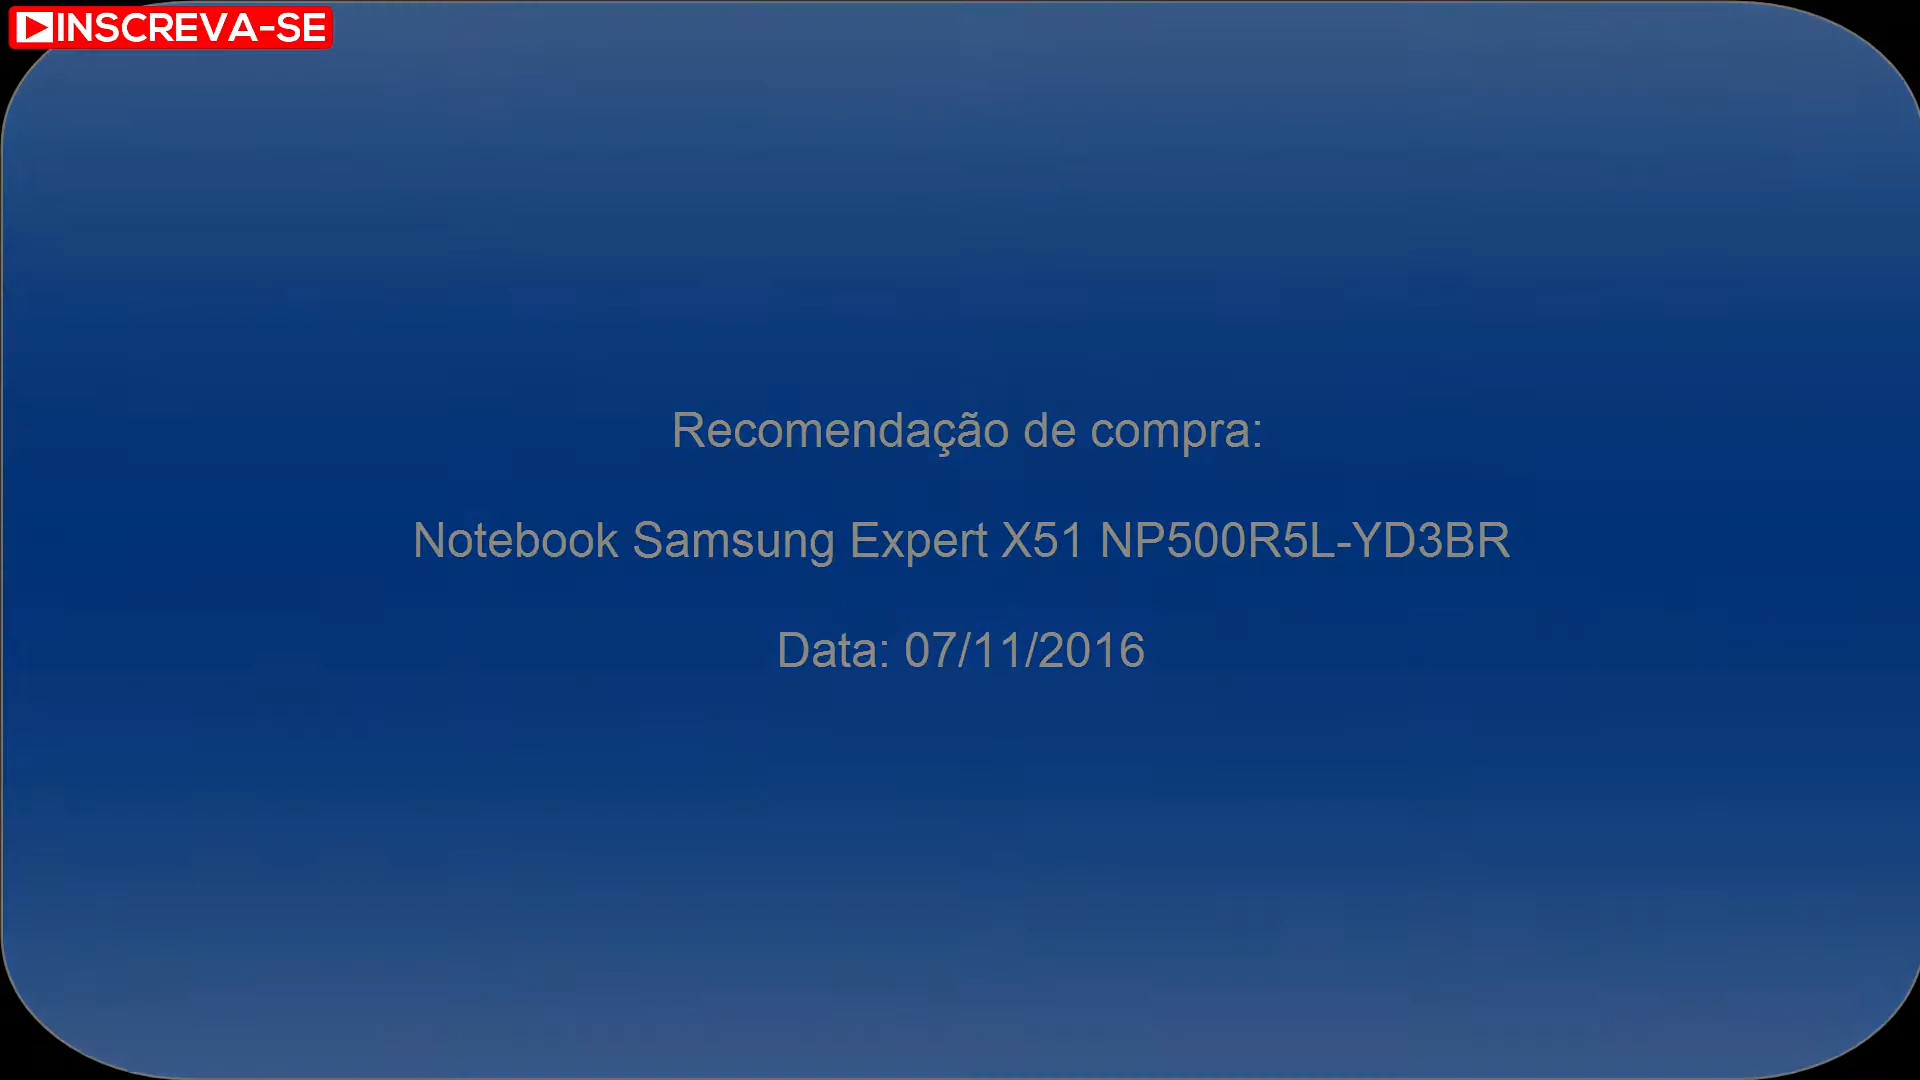 INSCREVA-SE
Recomendação de compra:
Notebook Samsung Expert X51 NP500R5L-YD3BR
Data: 07/11/2016